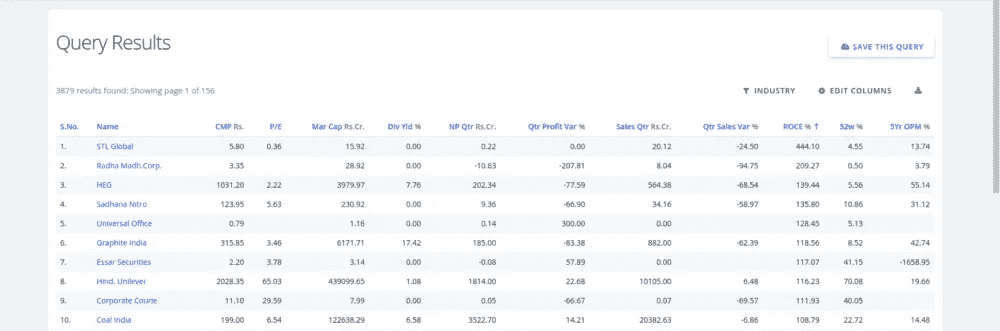 Query Results
SAVE THIS QUERY
3879 results found: Showing page 1 of 156
INDUSTRY EDIT COLUMNS
S.No. Name CMP Rs. P/E Mar Cap Rs.Cr. Div Yld % NP Qtr Rs.Cr. Qtr Profit Var % Sales Qtr Rs.Cr. Qtr Sales Var % ROCE % ↑ 52w % 5Yr OPM %
1. STL Global 5.80 0.36 15.92 0.00 0.22 0.00 20.12 -24.50 444.10 4.55 13.74
2. Radha Madh.Corp. 3.35 28.92 0.00 -10.63 -207.81 8.04 -94.75 209.27 0.50 3.79
3. HEG 1031.20 2.22 3979.97 7.76 202.34 -77.59 564.38 -68.54 139.44 5.56 55.14
4. Sadhana Nitro 123.95 5.63 230.92 0.00 9.36 -66.90 34.16 -58.97 135.80 10.86 31.12
5. Universal Office 0.79 1.16 0.00 0.14 300.00 0.00 128.45 5.13
6. Graphite India 315.85 3.46 6171.71 17.42 185.00 -83.38 882.00 -62.39 118.56 8.52 42.74
7. Essar Securities 2.20 3.78 3.14 0.00 -0.08 57.89 0.00 117.07 41.15 -1658.95
8. Hind. Unilever 2028.35 65.03 439099.65 1.08 1814.00 22.68 10105.00 6.48 116.23 70.08 19.66
9. Corporate Courie 11.10 29.59 7.99 0.00 0.05 -66.67 0.07 -69.57 111.93 40.05
10. Coal India 199.00 6.54 122638.29 6.58 3522.70 14.21 20382.63 -6.86 108.79 22.72 14.48